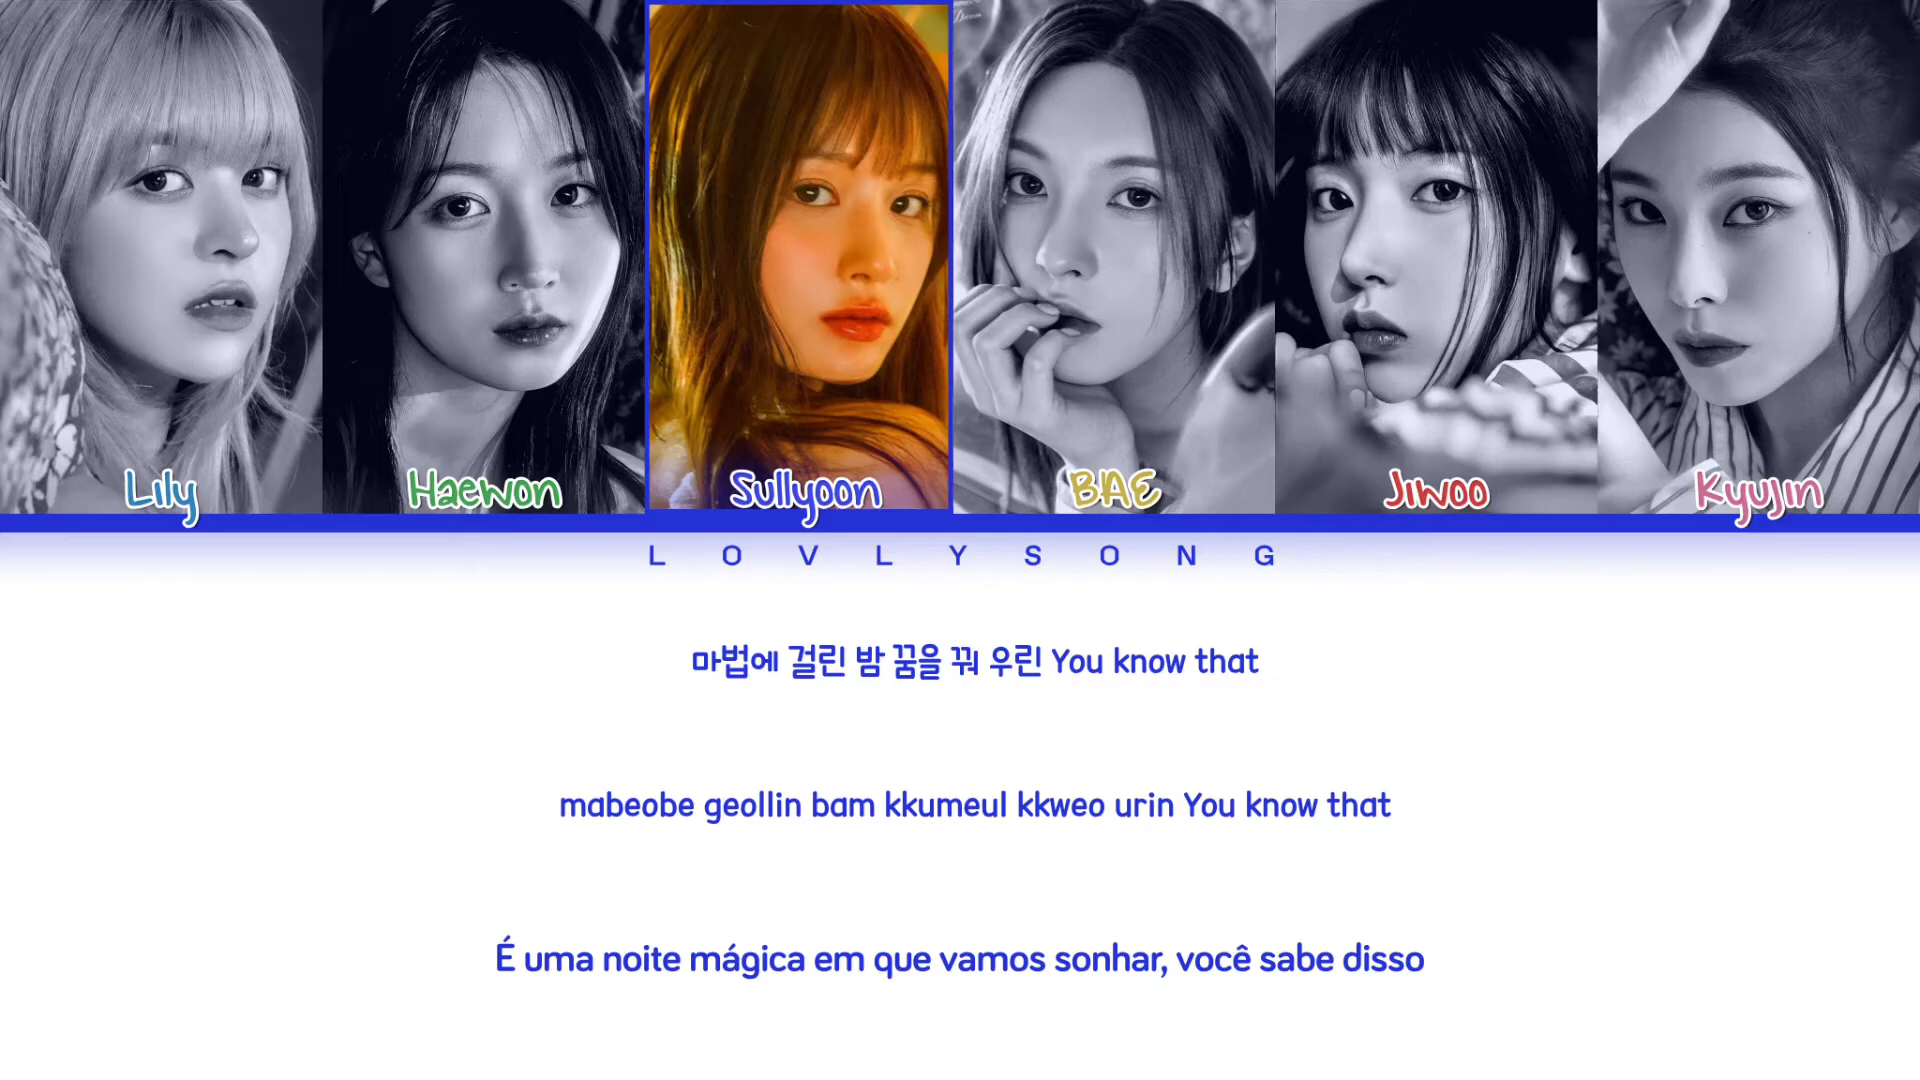 Lily
Haewon
Sullyoon
BAE
Jiwoo
Kyujin
LOVLYSONG
마법에 걸린 밤 꿈을 꿔 우린 You know that
mabeobe geollin bam kkumeul kkweo urin You know that
É uma noite mágica em que vamos sonhar, você sabe disso